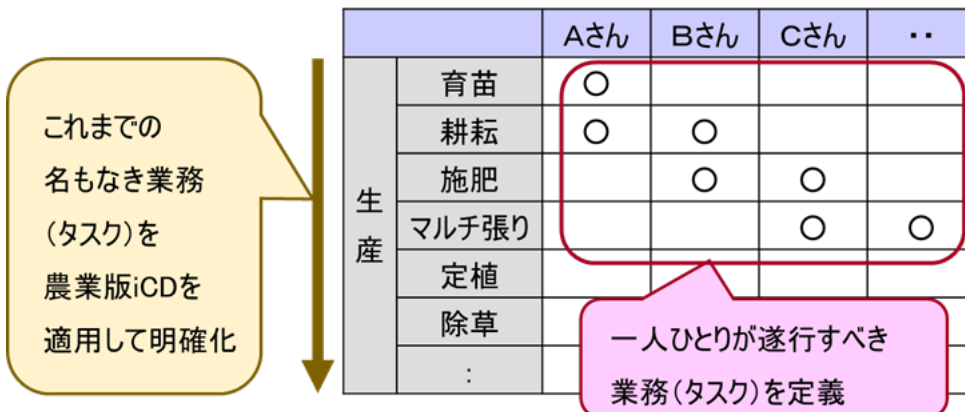 Aさん Bさん Cさん ・・
これまでの
名もなき業務
（タスク）を
農業版iCDを
適用して明確化
生産
育苗 ○
耕耘 ○ ○
施肥 ○ ○
マルチ張り ○ ○
定植
除草
：
一人ひとりが遂行すべき
業務（タスク）を定義